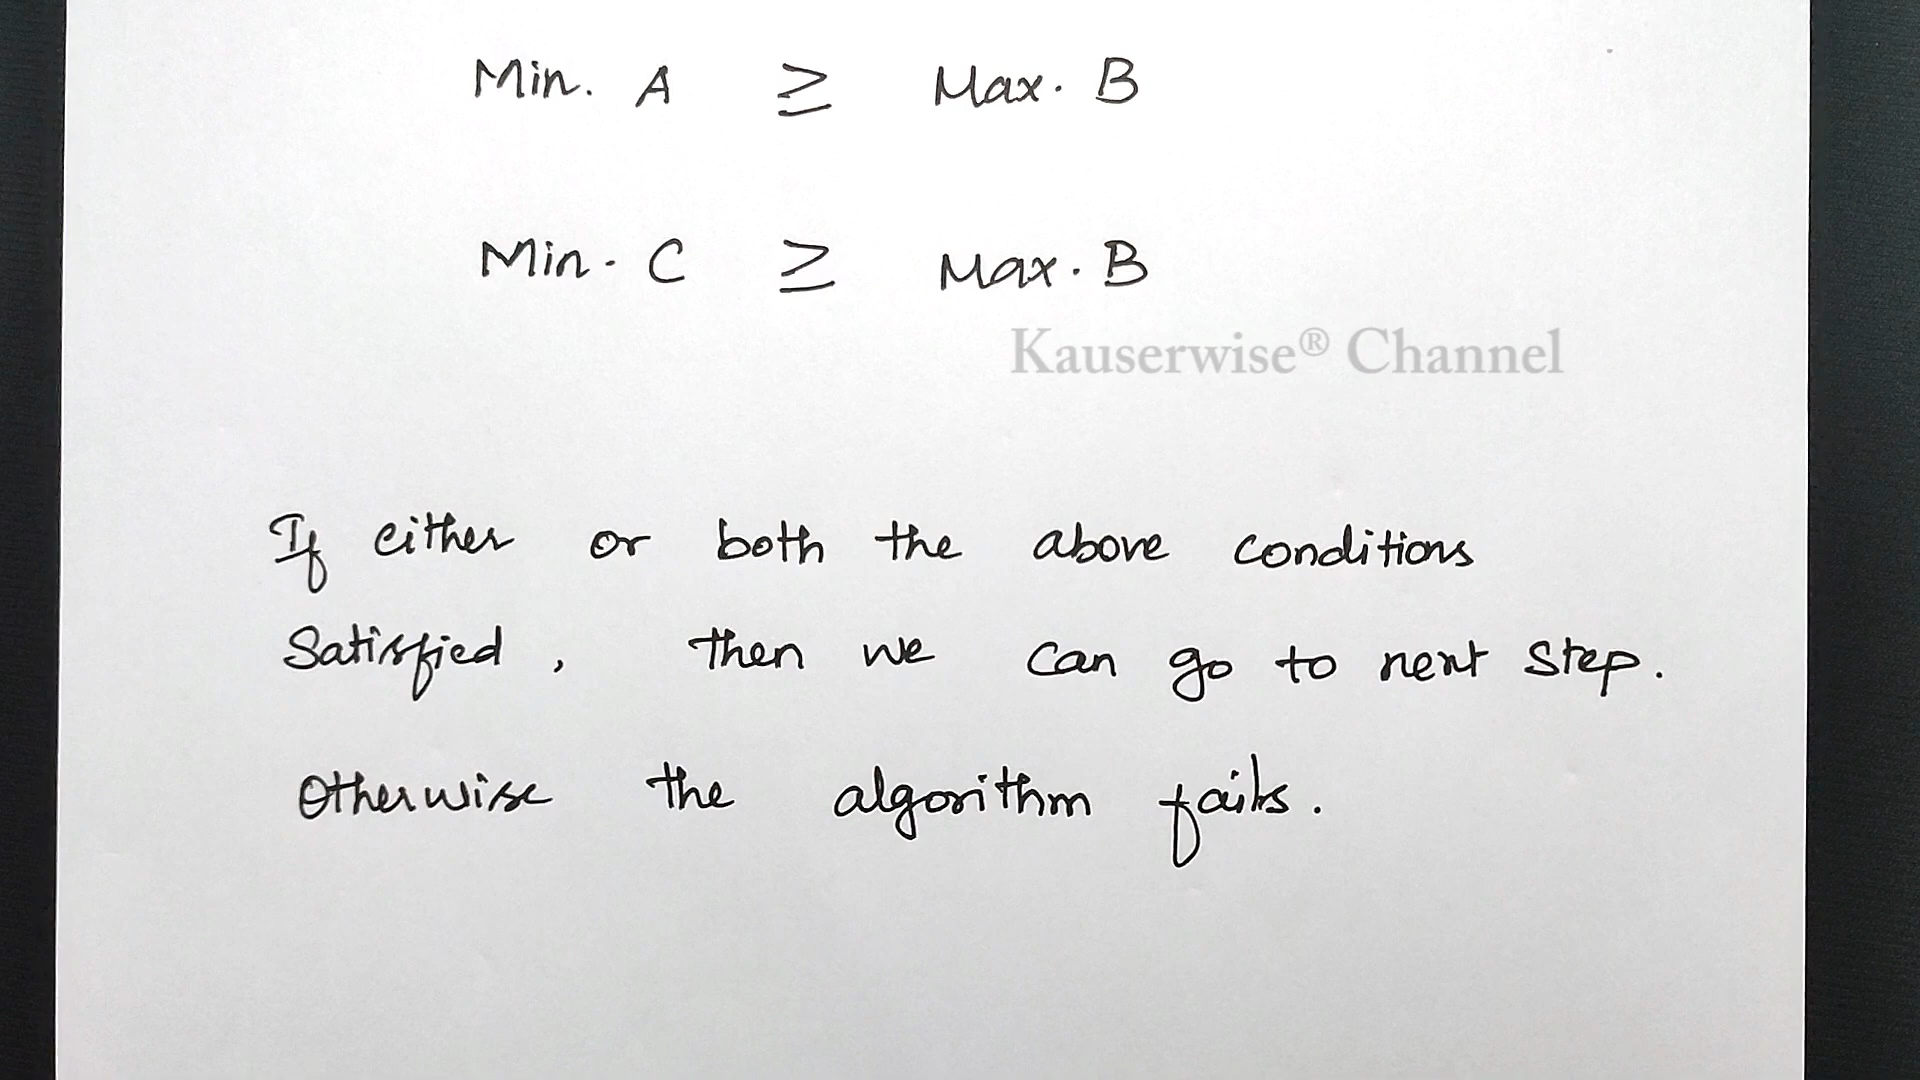 Min. A ≥ Max. B
Min. C ≥ Max. B
Kauserwise® Channel
If either or both the above conditions
Satisfied, then we can go to next step.
Otherwise the algorithm fails.